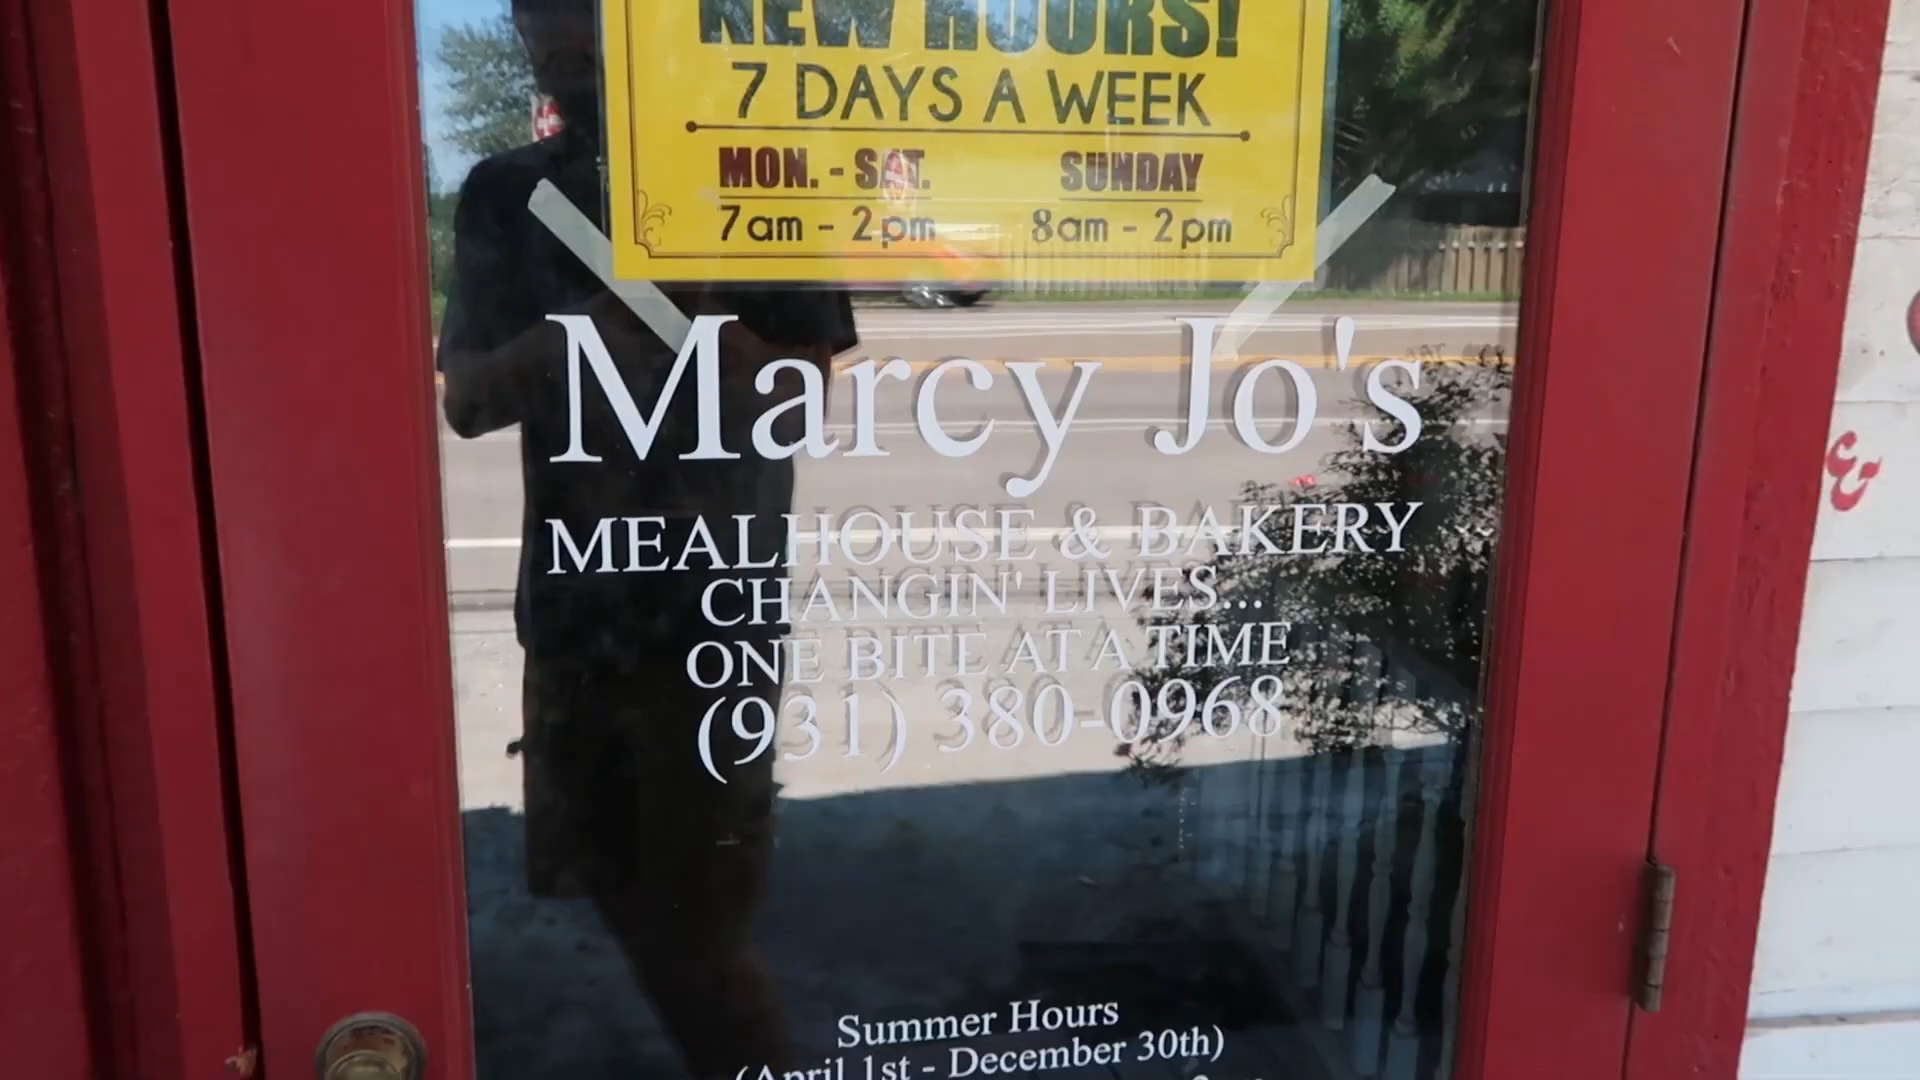 NEW HOURS!
7 DAYS A WEEK
MON. - SAT. SUNDAY
7am - 2pm 8am - 2pm
Marcy Jo's
MEALHOUSE & BAKERY
CHANGIN' LIVES...
ONE BITE AT A TIME
(931) 380-0968
&
Summer Hours
(April 1st - December 30th)